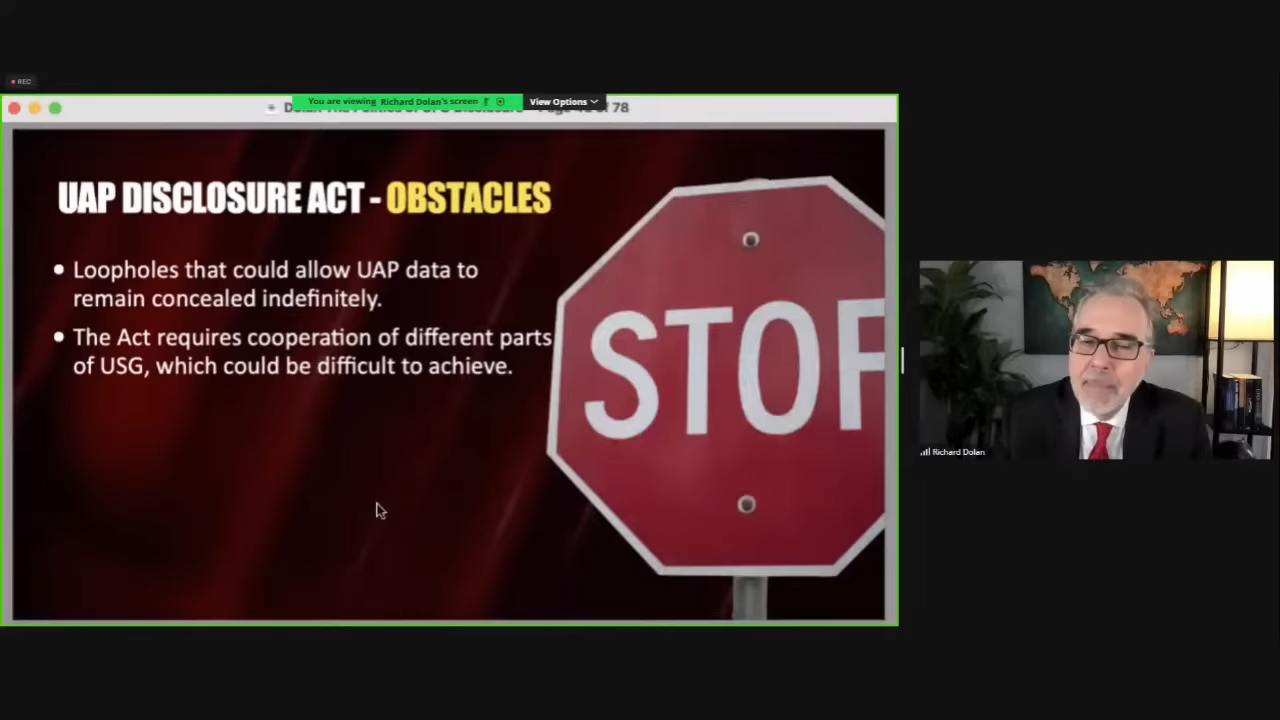 REC
You are viewing Richard Dolan's screen
View Options
78
UAP DISCLOSURE ACT - OBSTACLES
• Loopholes that could allow UAP data to
remain concealed indefinitely.
• The Act requires cooperation of different parts
of USG, which could be difficult to achieve.
STOP
Richard Dolan